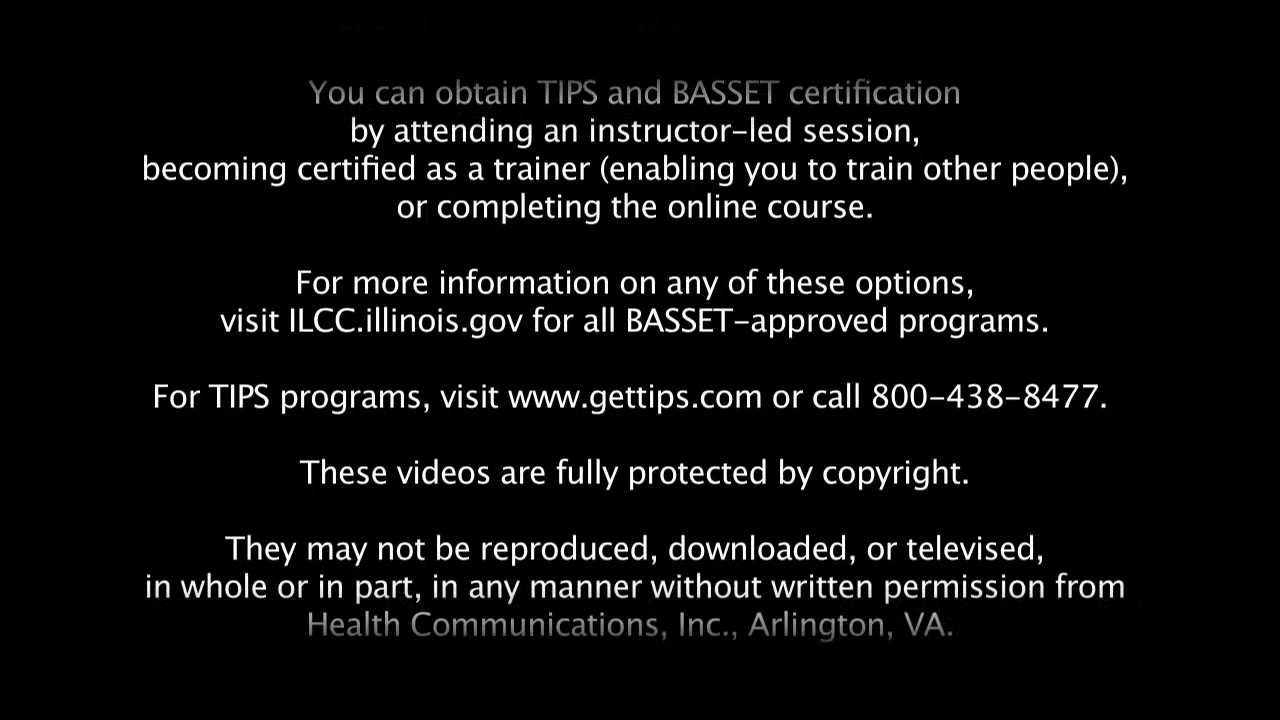 You can obtain TIPS and BASSET certification
by attending an instructor-led session,
becoming certified as a trainer (enabling you to train other people),
or completing the online course.
For more information on any of these options,
visit ILCC.illinois.gov for all BASSET-approved programs.
For TIPS programs, visit www.gettips.com or call 800-438-8477.
These videos are fully protected by copyright.
They may not be reproduced, downloaded, or televised,
in whole or in part, in any manner without written permission from
Health Communications, Inc., Arlington, VA.